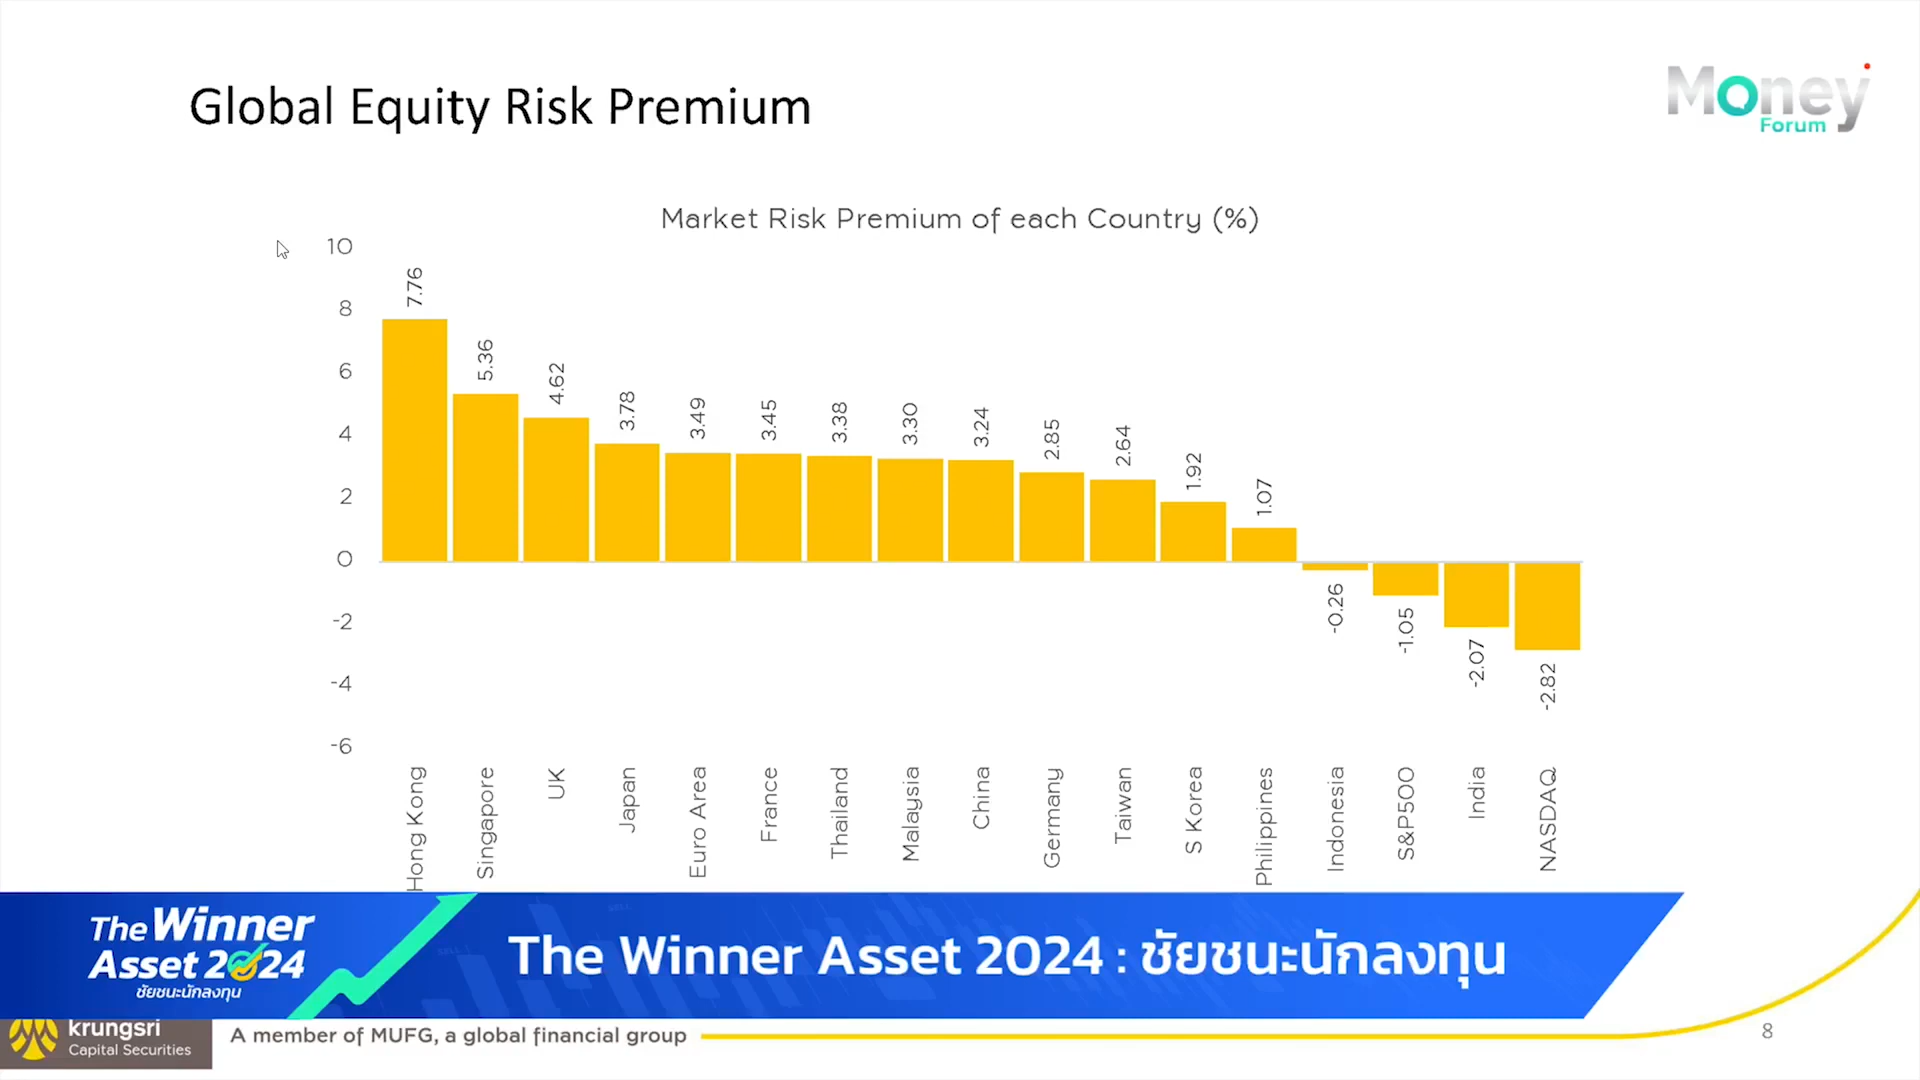 Global Equity Risk Premium
Money
Forum
Market Risk Premium of each Country (%)
10
8
6
4
2
0
-2
-4
-6
7.76
5.36
4.62
3.78
3.49
3.45
3.38
3.30
3.24
2.85
2.64
1.92
1.07
-0.26
-1.05
-2.07
-2.82
Hong Kong
Singapore
UK
Japan
Euro Area
France
Thailand
Malaysia
China
Germany
Taiwan
S Korea
Philippines
Indonesia
S&P500
India
NASDAQ
The Winner
Asset 2024
ชัยชนะนักลงทุน
The Winner Asset 2024 : ชัยชนะนักลงทุน
krungsri
Capital Securities
A member of MUFG, a global financial group
8